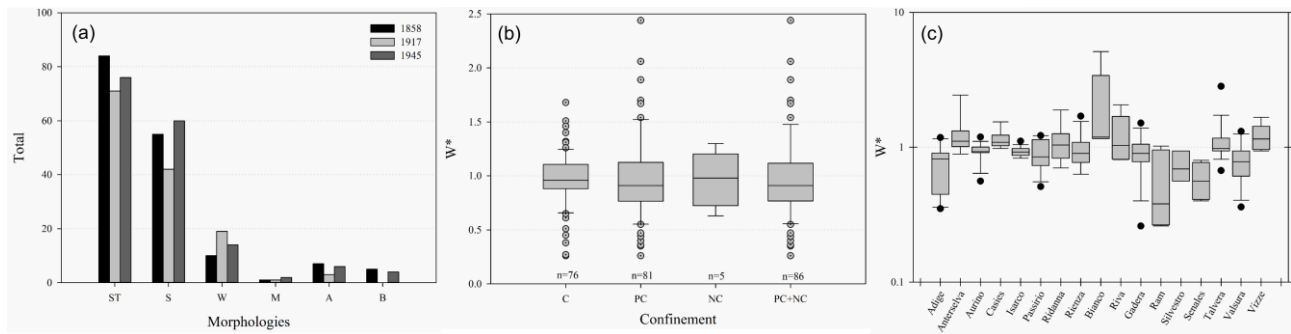 (a)
1858
1917
1945
100
80
60
40
20
0
Total
ST S W M A B
Morphologies
(b)
2.5
2.0
1.5
1.0
0.5
0.0
W*
n=76 n=81 n=5 n=86
C PC NC PC+NC
Confinement
(c)
10
1
0.1
W*
Adige
Anterselva
Aurino
Casies
Isarco
Passirio
Ridanna
Rienza
Bianco
Riva
Gadera
Ram
Silvestro
Senales
Talvera
Valsura
Vizze